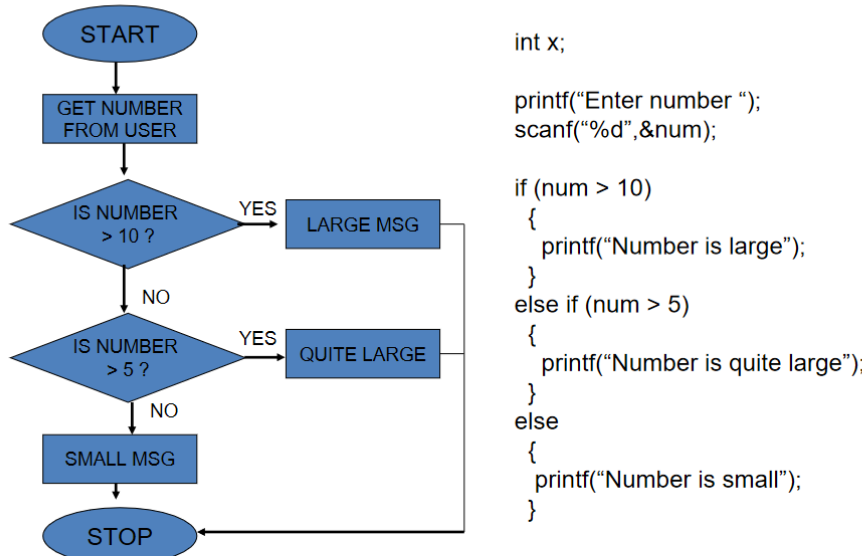 START
GET NUMBER
FROM USER
IS NUMBER
> 10 ?
YES
LARGE MSG
NO
IS NUMBER
> 5 ?
YES
QUITE LARGE
NO
SMALL MSG
STOP
int x;
printf(“Enter number “);
scanf(“%d”,&num);
if (num > 10)
{
printf(“Number is large”);
}
else if (num > 5)
{
printf(“Number is quite large”);
}
else
{
printf(“Number is small”);
}